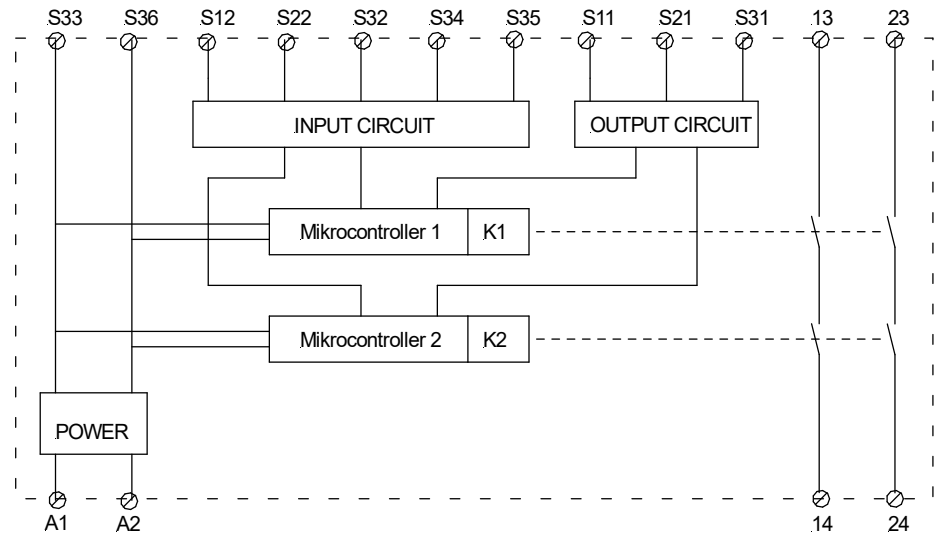 S33 S36 S12 S22 S32 S34 S35 S11 S21 S31 13 23
INPUT CIRCUIT OUTPUT CIRCUIT
Mikrocontroller 1 K1
Mikrocontroller 2 K2
POWER
A1 A2 14 24